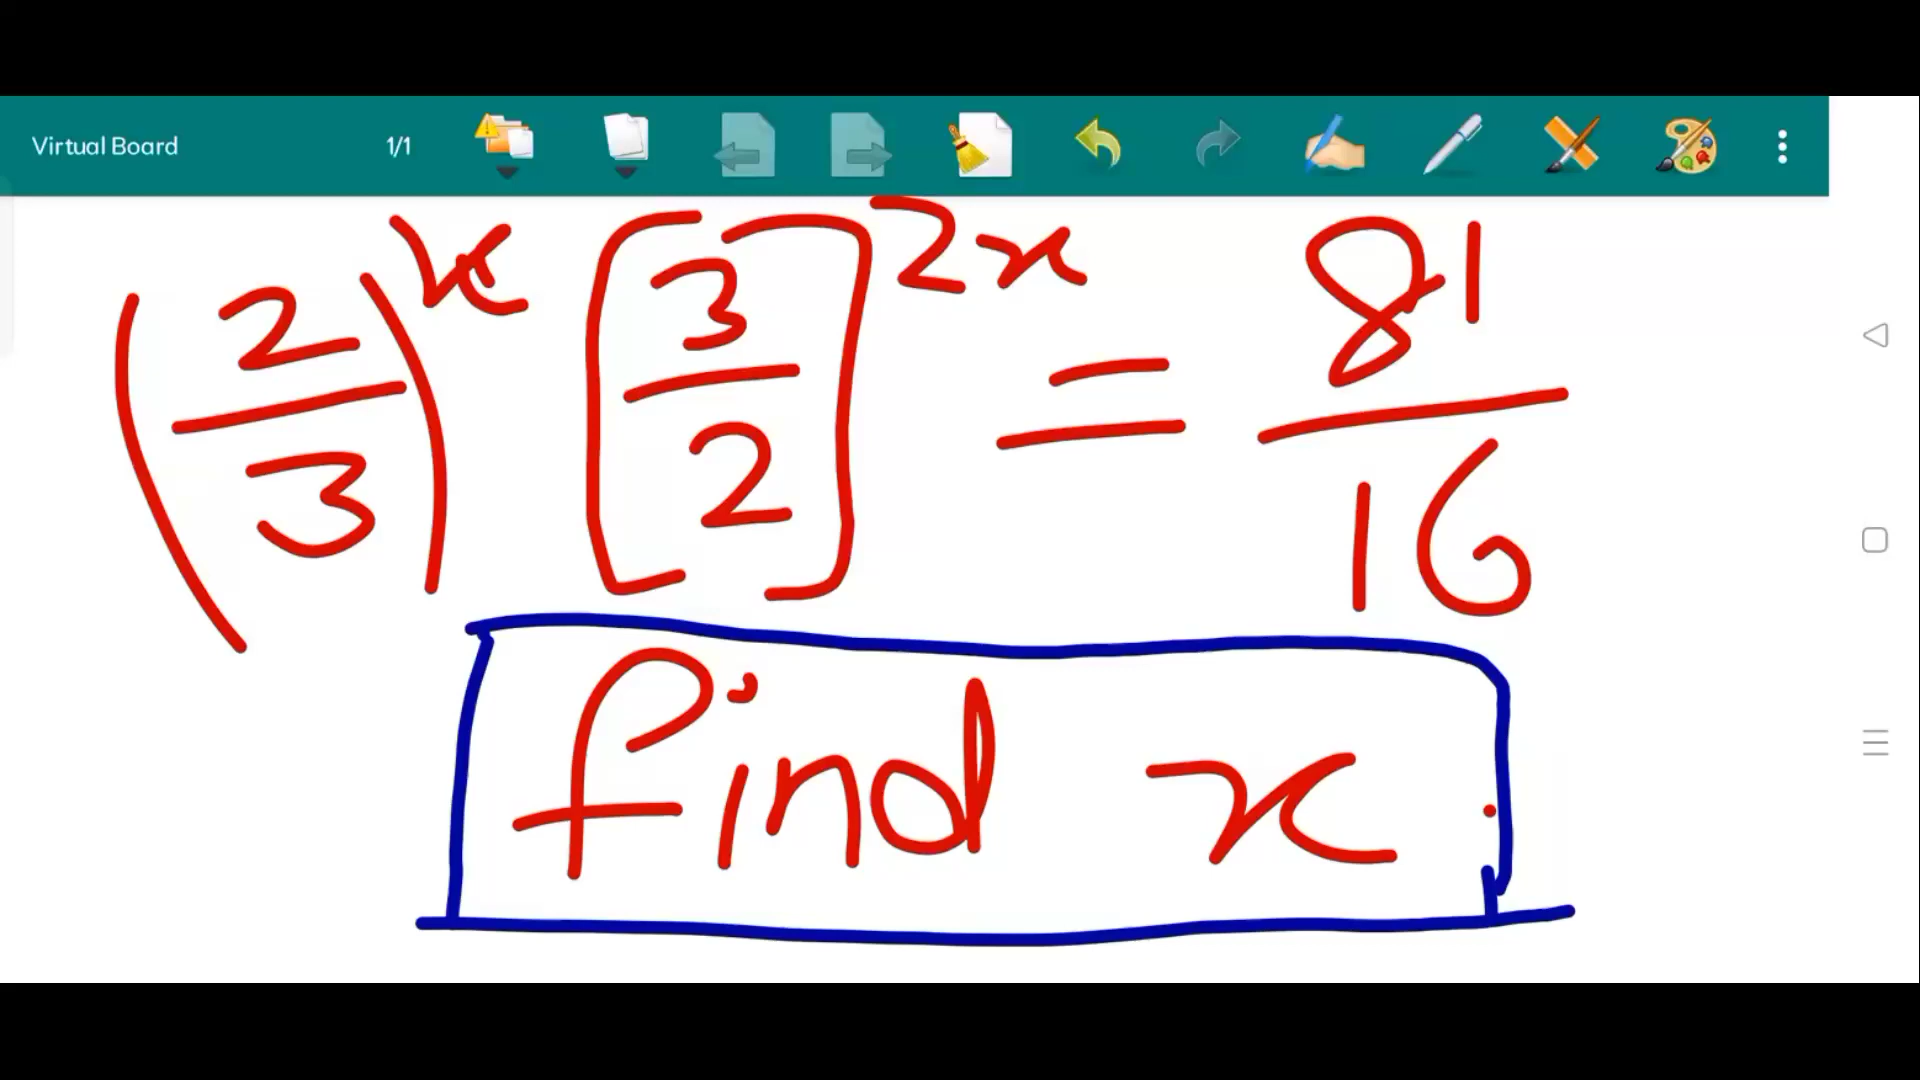 Virtual Board 1/1
(2/3)^x [3/2]^2x = 81/16
find x